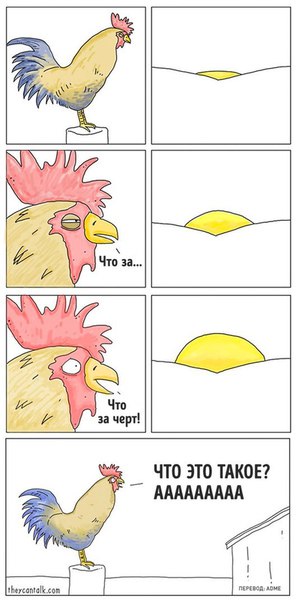 Что за...
Что
за черт!
ЧТО ЭТО ТАКОЕ?
ААААААААА
theycantalk.com
ПЕРЕВОД: ADME